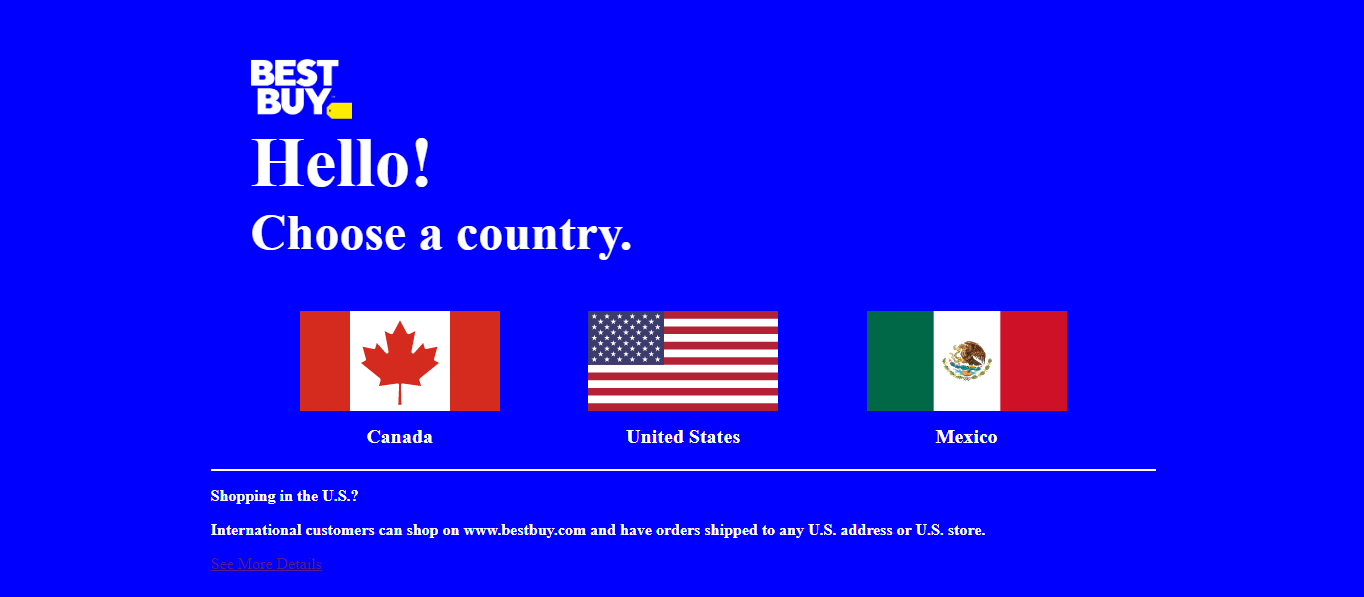 BEST
BUY
Hello!
Choose a country.
Canada
United States
Mexico
Shopping in the U.S.?
International customers can shop on www.bestbuy.com and have orders shipped to any U.S. address or U.S. store.
See More Details